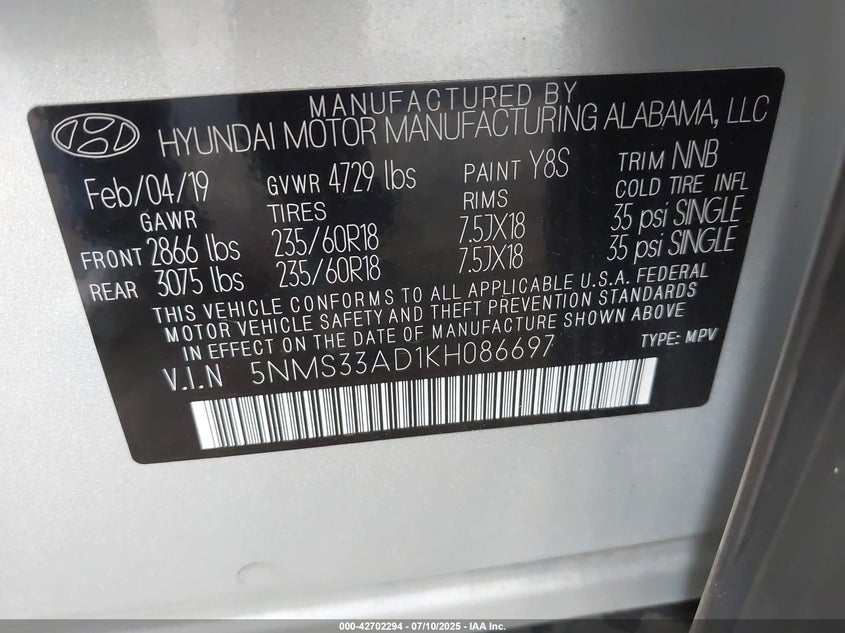 MANUFACTURED BY
HYUNDAI MOTOR MANUFACTURING ALABAMA, LLC
Feb/04/19 GVWR 4729 lbs PAINT Y8S TRIM NNB
GAWR TIRES RIMS COLD TIRE INFL
FRONT 2866 lbs 235/60R18 7.5JX18 35 psi SINGLE
REAR 3075 lbs 235/60R18 7.5JX18 35 psi SINGLE
THIS VEHICLE CONFORMS TO ALL APPLICABLE U.S.A. FEDERAL
MOTOR VEHICLE SAFETY AND THEFT PREVENTION STANDARDS
IN EFFECT ON THE DATE OF MANUFACTURE SHOWN ABOVE.
V.I.N 5NMS33AD1KH086697 TYPE: MPV
000-42702294 - 07/10/2025 - IAA Inc.